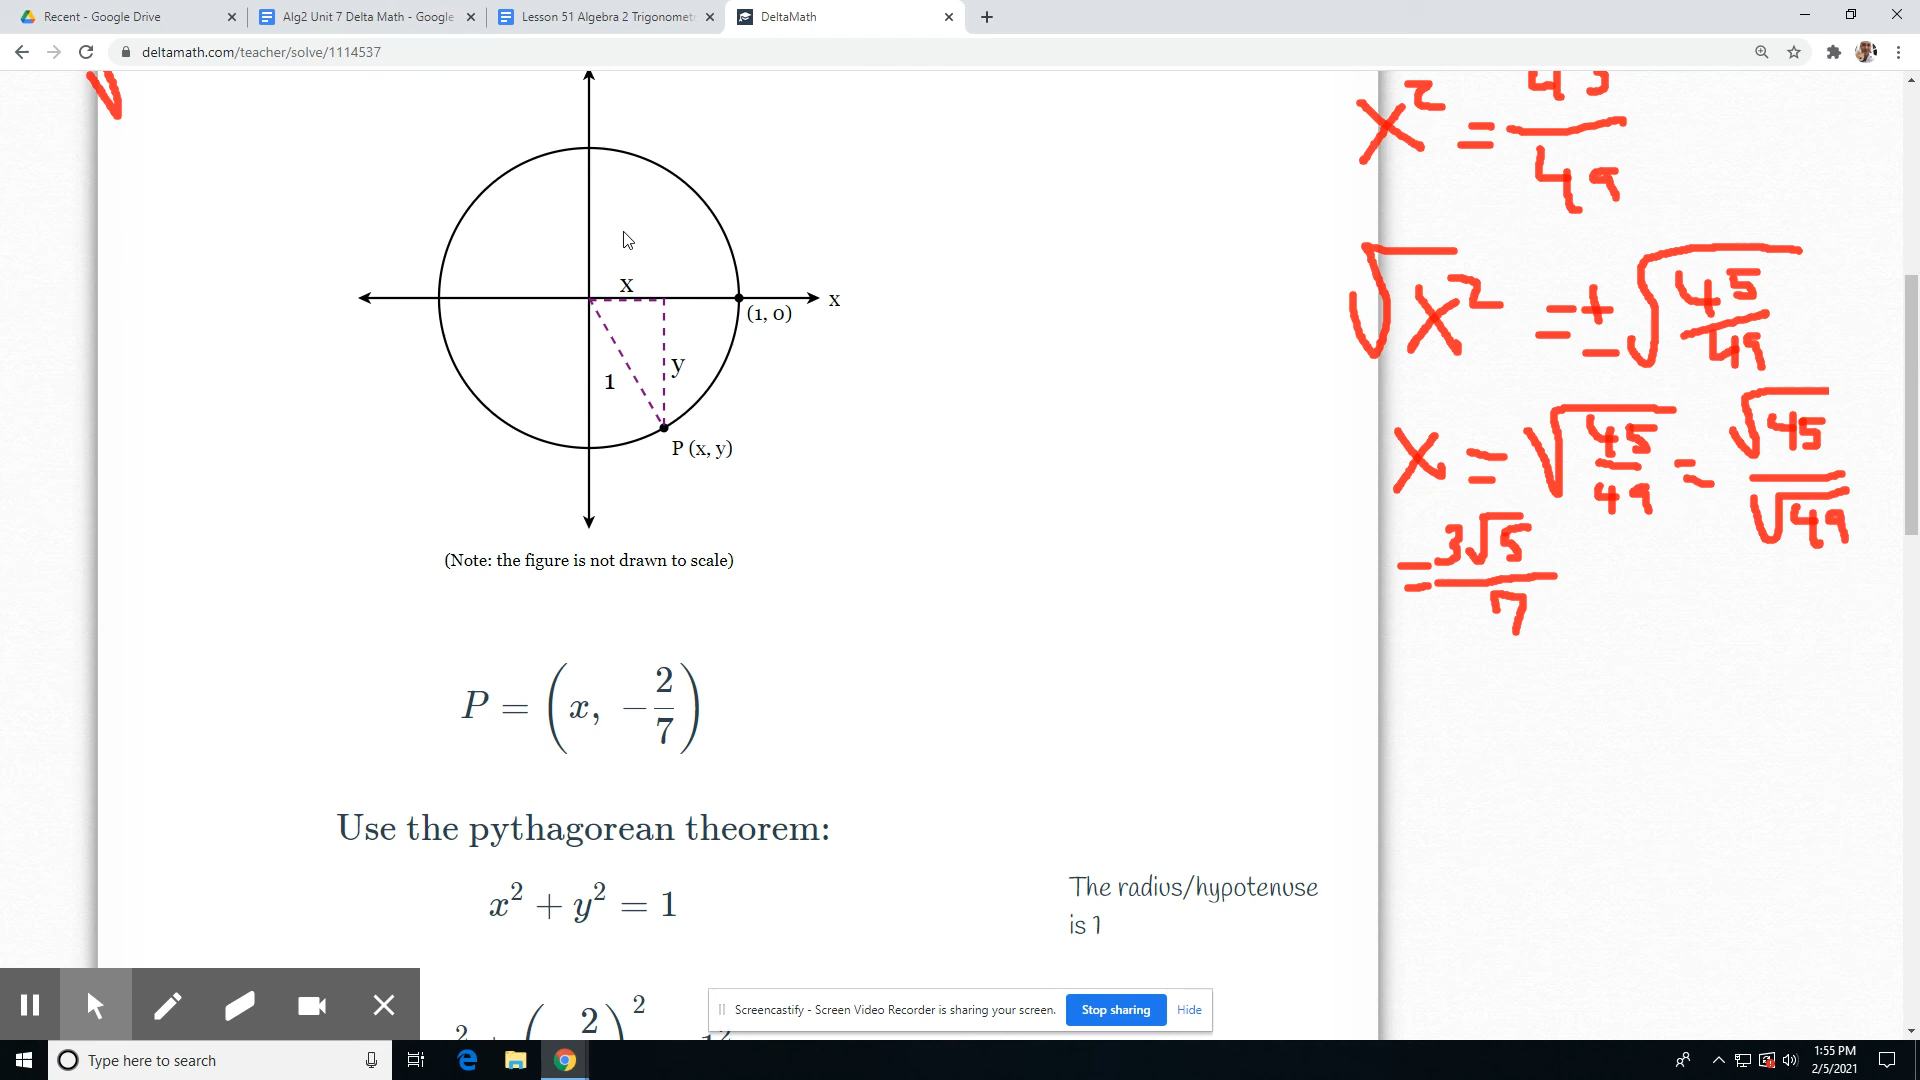 Recent - Google Drive
Alg2 Unit 7 Delta Math - Google
Lesson 51 Algebra 2 Trigonomet
DeltaMath
deltamath.com/teacher/solve/1114537
x
x
(1, 0)
y
1
P (x, y)
(Note: the figure is not drawn to scale)
P = (x, -2/7)
Use the pythagorean theorem:
x² + y² = 1
The radius/hypotenuse
is 1
x² = 45/49
√x² = ± √45/49
x = √45/49 = √45/√49
= 3√5/7
Screencastify - Screen Video Recorder is sharing your screen.
Stop sharing
Hide
Type here to search
1:55 PM
2/5/2021